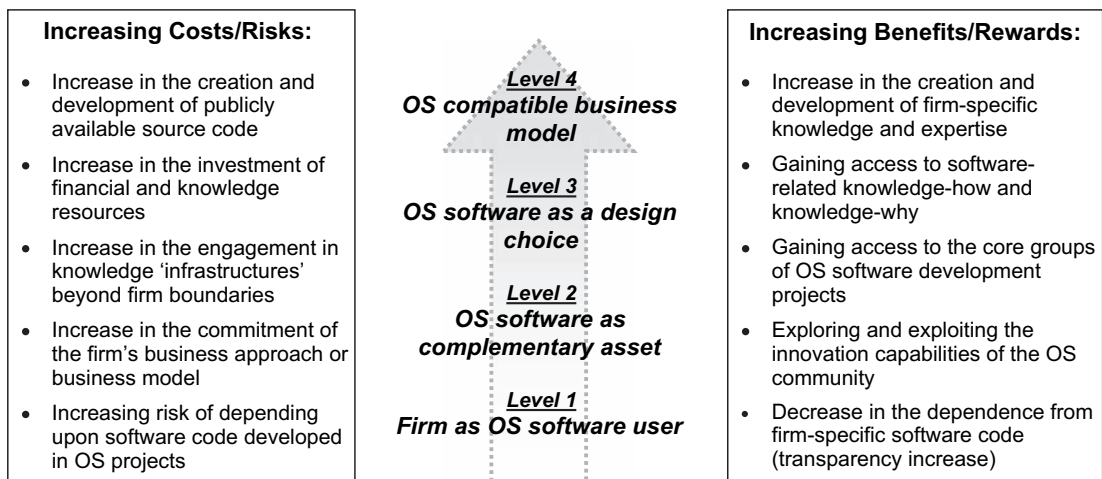 Increasing Costs/Risks:
• Increase in the creation and
development of publicly
available source code
• Increase in the investment of
financial and knowledge
resources
• Increase in the engagement in
knowledge ‘infrastructures’
beyond firm boundaries
• Increase in the commitment of
the firm’s business approach or
business model
• Increasing risk of depending
upon software code developed
in OS projects
Level 4
OS compatible business
model
Level 3
OS software as a design
choice
Level 2
OS software as
complementary asset
Level 1
Firm as OS software user
Increasing Benefits/Rewards:
• Increase in the creation and
development of firm-specific
knowledge and expertise
• Gaining access to software-
related knowledge-how and
knowledge-why
• Gaining access to the core groups
of OS software development
projects
• Exploring and exploiting the
innovation capabilities of the OS
community
• Decrease in the dependence from
firm-specific software code
(transparency increase)